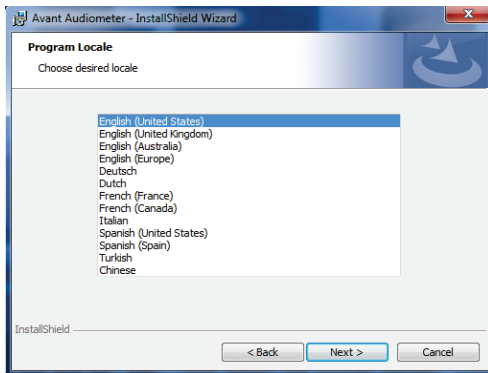 Avant Audiometer - InstallShield Wizard
Program Locale
Choose desired locale
English (United States)
English (United Kingdom)
English (Australia)
English (Europe)
Deutsch
Dutch
French (France)
French (Canada)
Italian
Spanish (United States)
Spanish (Spain)
Turkish
Chinese
InstallShield
< Back
Next >
Cancel